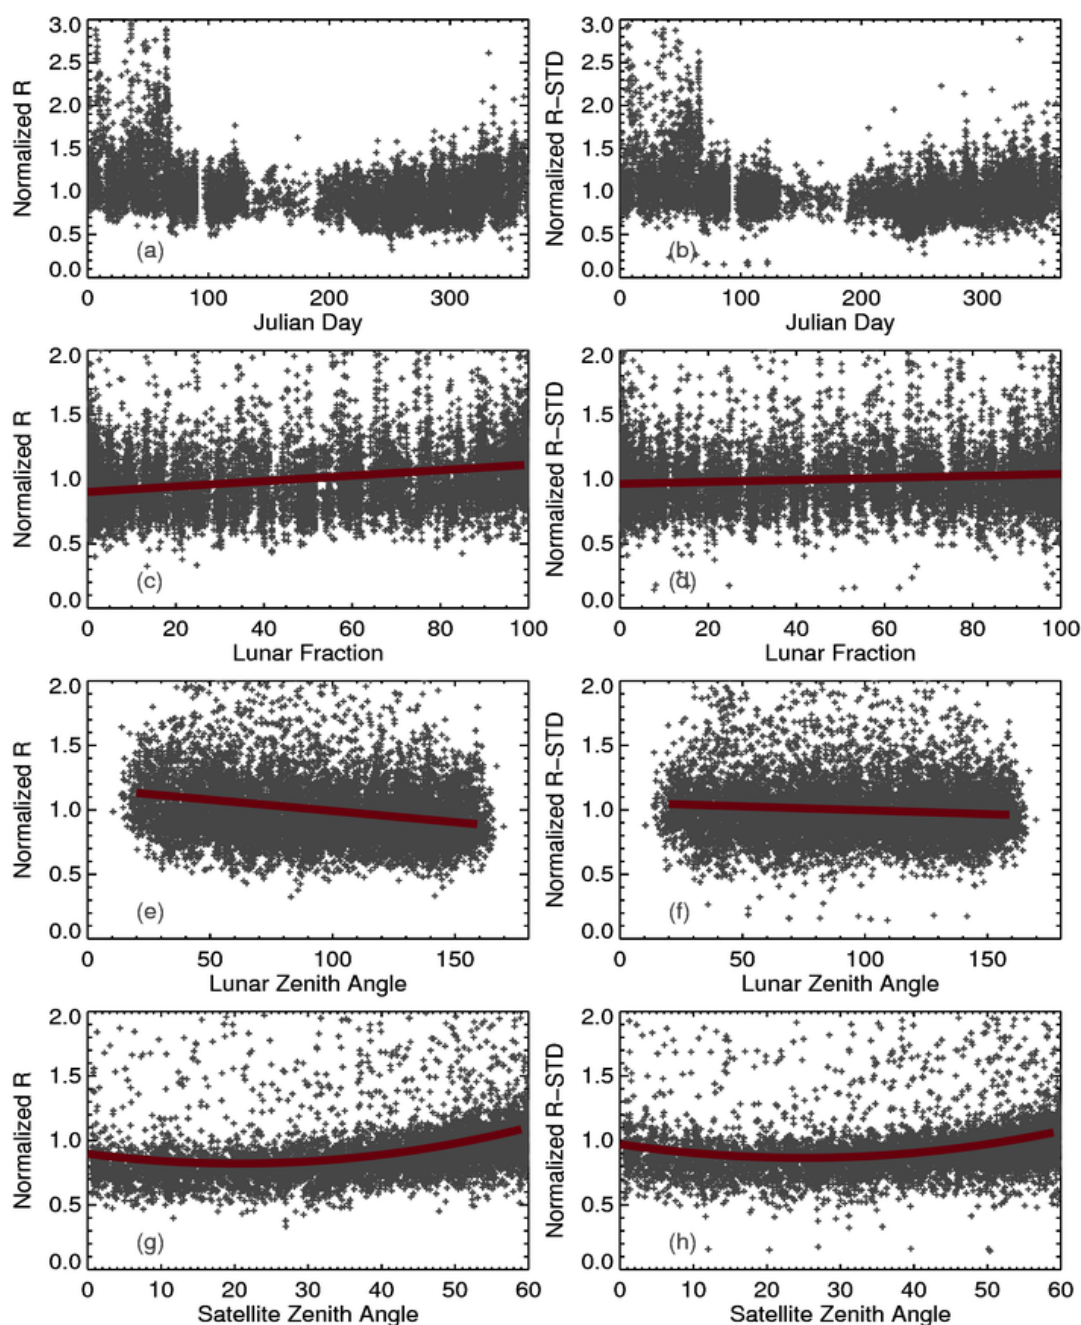 3.0 3.0
2.5 2.5
2.0 2.0
1.5 1.5
1.0 1.0
0.5 0.5
0.0 0.0
Normalized R
Normalized R-STD
(a) (b)
0 100 200 300 0 100 200 300
Julian Day Julian Day
2.0 2.0
1.5 1.5
1.0 1.0
0.5 0.5
0.0 0.0
Normalized R
Normalized R-STD
(c) (d)
0 20 40 60 80 100 0 20 40 60 80 100
Lunar Fraction Lunar Fraction
2.0 2.0
1.5 1.5
1.0 1.0
0.5 0.5
0.0 0.0
Normalized R
Normalized R-STD
(e) (f)
0 50 100 150 0 50 100 150
Lunar Zenith Angle Lunar Zenith Angle
2.0 2.0
1.5 1.5
1.0 1.0
0.5 0.5
0.0 0.0
Normalized R
Normalized R-STD
(g) (h)
0 10 20 30 40 50 60 0 10 20 30 40 50 60
Satellite Zenith Angle Satellite Zenith Angle